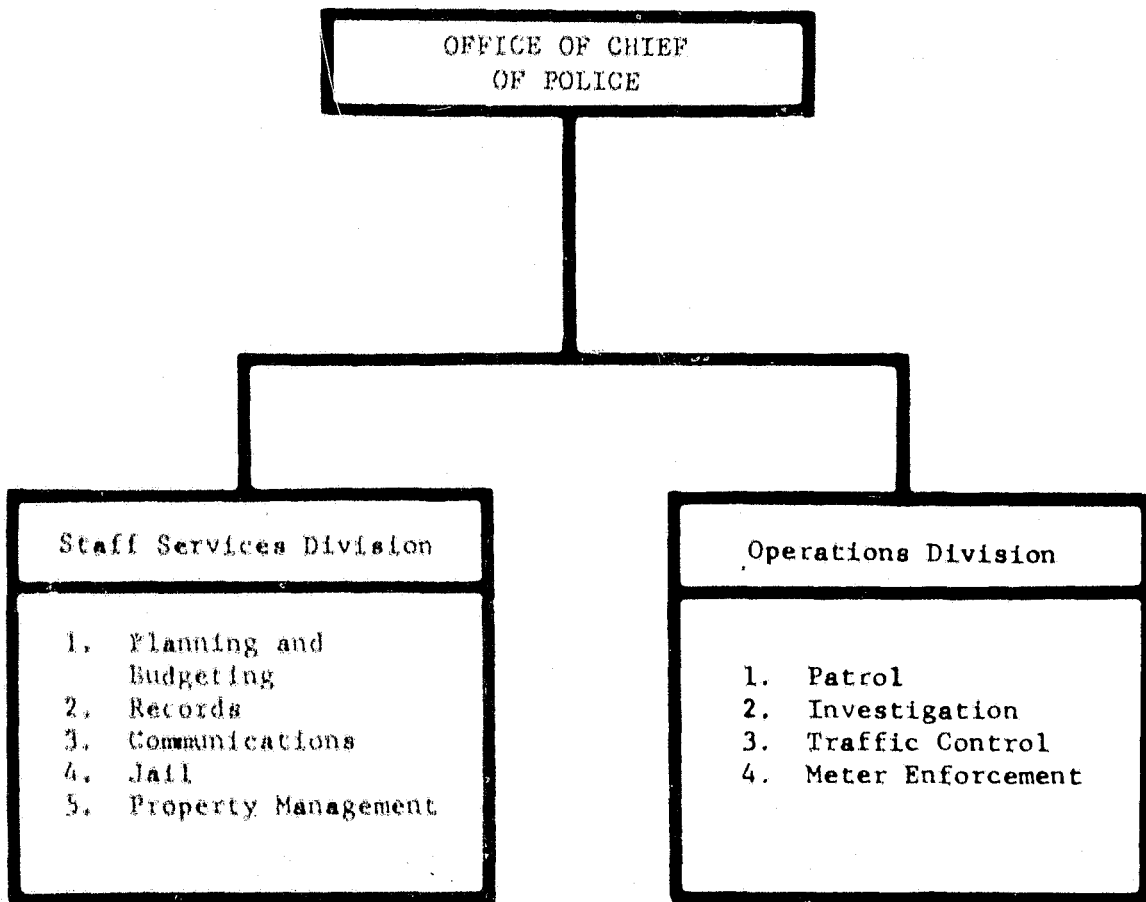 OFFICE OF CHIEF
OF POLICE
Staff Services Division
1. Planning and
Budgeting
2. Records
3. Communications
4. Jail
5. Property Management
Operations Division
1. Patrol
2. Investigation
3. Traffic Control
4. Meter Enforcement